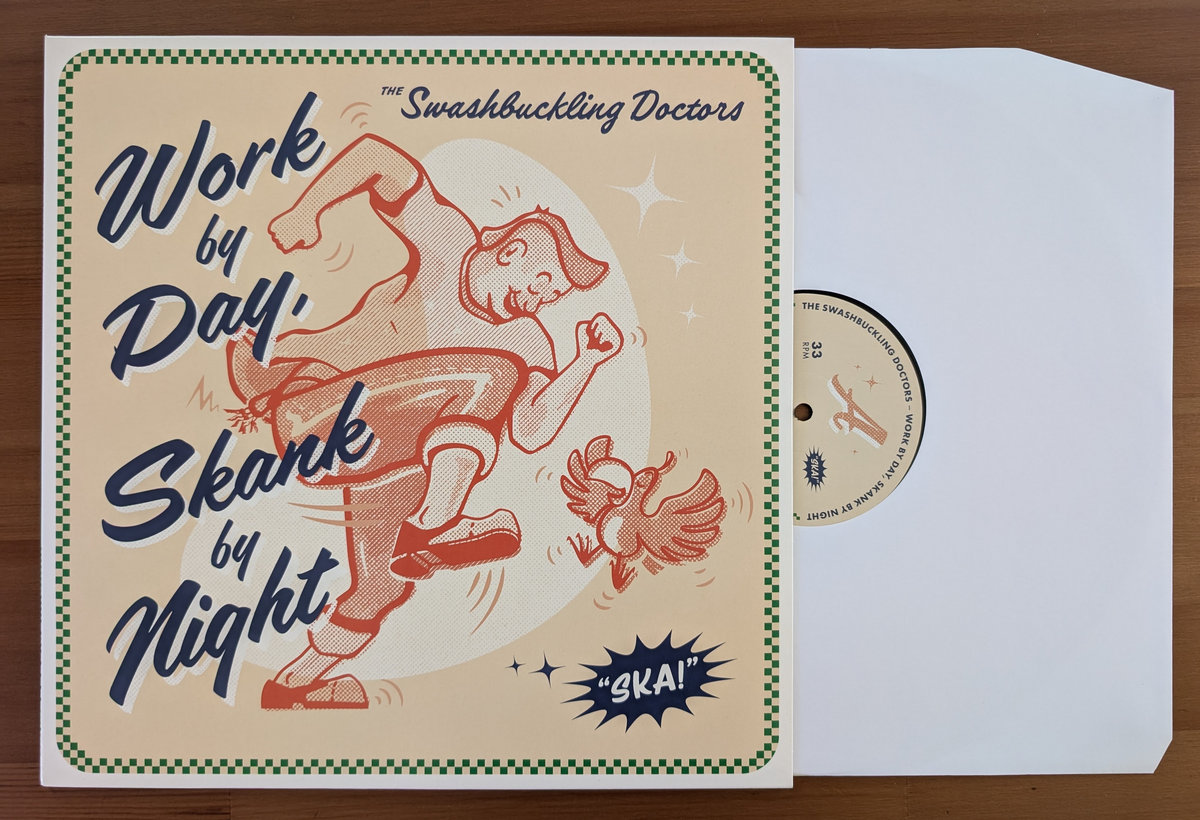 THE Swashbuckling Doctors
Work
by
Day,
Skank
by
Night
"SKA!"
THE SWASHBUCKLING DOCTORS – WORK BY DAY, SKANK BY NIGHT
33
RPM
A
"SKA!"